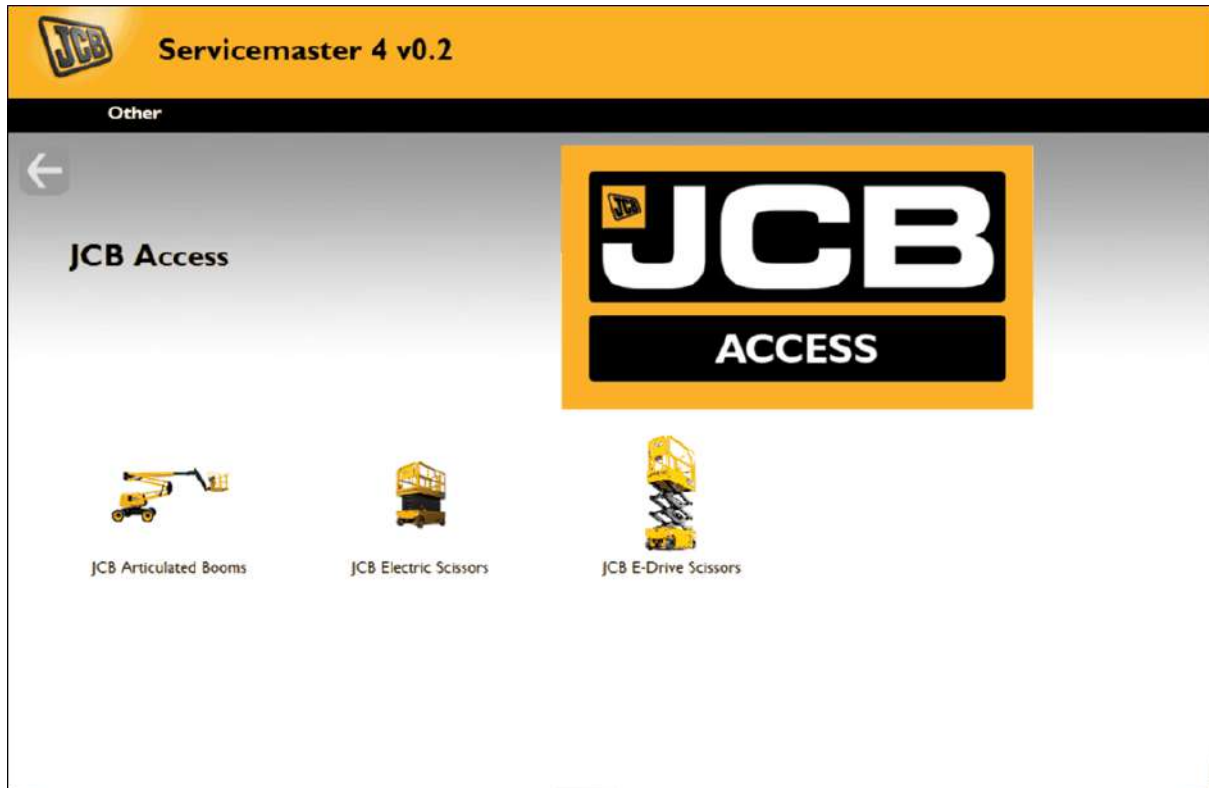 JCB
Servicemaster 4 v0.2
Other
JCB Access
JCB
JCB
ACCESS
JCB Articulated Booms
JCB Electric Scissors
JCB E-Drive Scissors